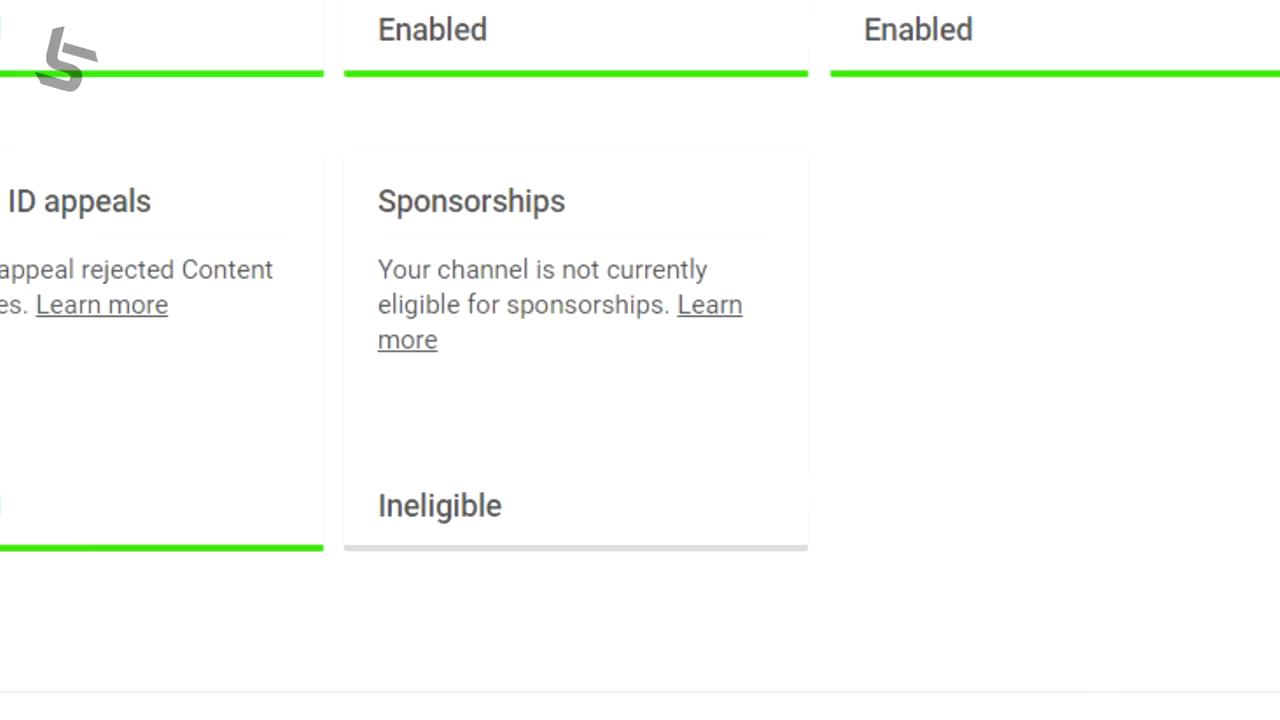 Enabled
Enabled
ID appeals
appeal rejected Content
es. Learn more
Sponsorships
Your channel is not currently
eligible for sponsorships. Learn
more
Ineligible